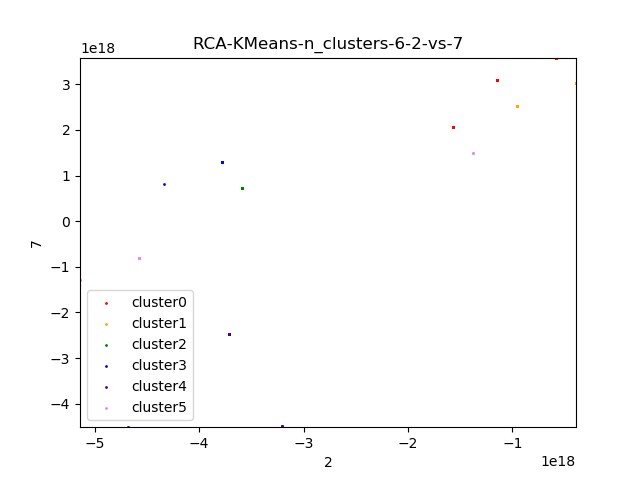 RCA-KMeans-n_clusters-6-2-vs-7
1e18
3
2
1
0
−1
−2
−3
−4
7
cluster0
cluster1
cluster2
cluster3
cluster4
cluster5
−5 −4 −3 −2 −1
2
1e18